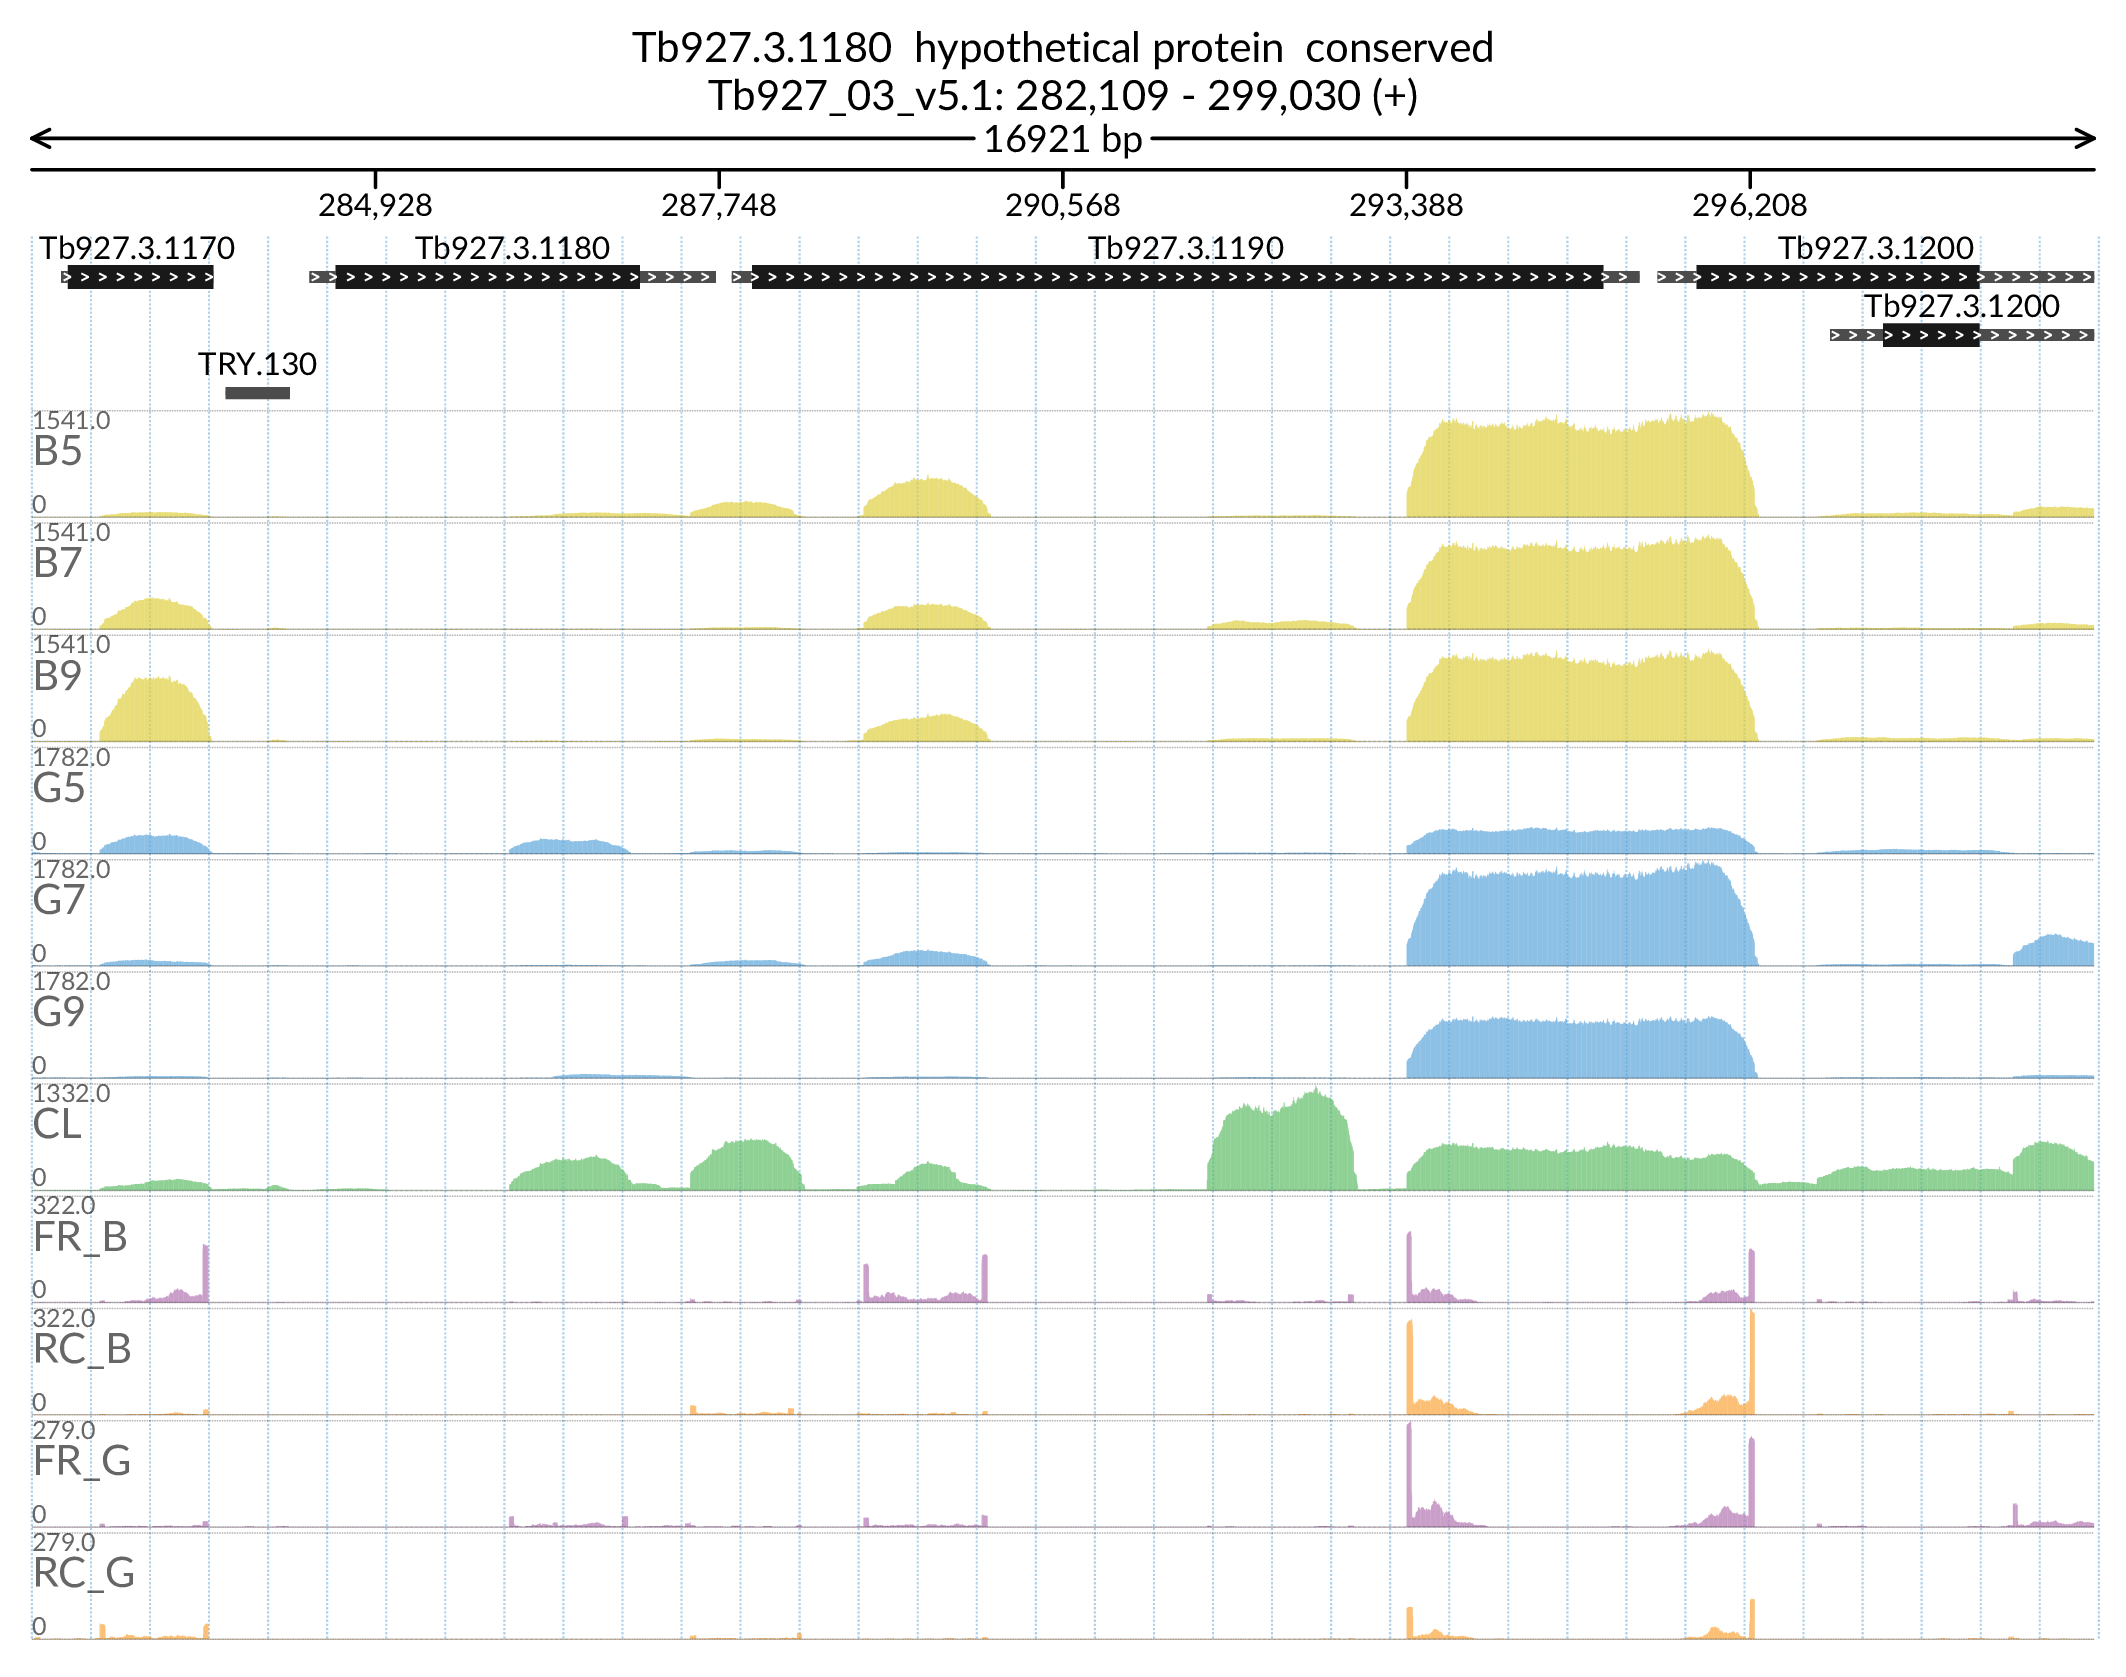 Tb927.3.1180  hypothetical protein  conserved
Tb927_03_v5.1: 282,109 - 299,030 (+)
16921 bp
284,928 287,748 290,568 293,388 296,208
Tb927.3.1170 Tb927.3.1180 Tb927.3.1190 Tb927.3.1200
Tb927.3.1200
TRY.130
1541.0
B5
0
1541.0
B7
0
1541.0
B9
0
1782.0
G5
0
1782.0
G7
0
1782.0
G9
0
1332.0
CL
0
322.0
FR_B
0
322.0
RC_B
0
279.0
FR_G
0
279.0
RC_G
0